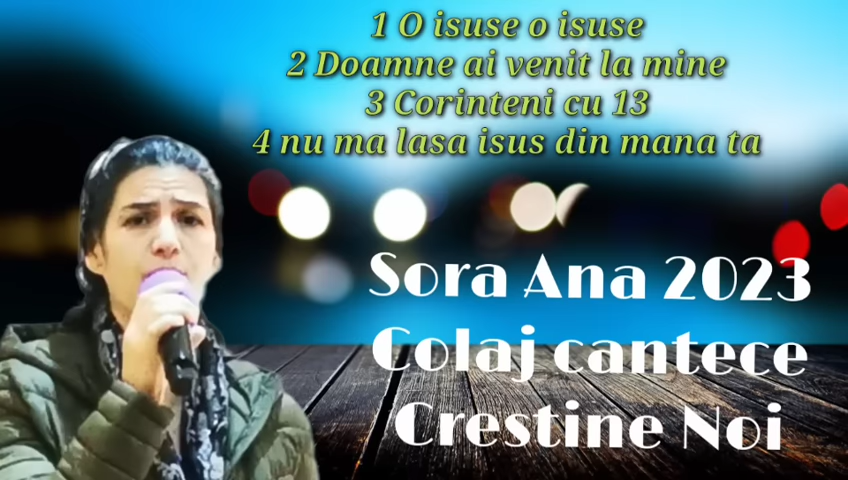 1 O isuse o isuse
2 Doamne ai venit la mine
3 Corinteni cu 13
4 nu ma lasa isus din mana ta
Sora Ana 2023
Colaj cantece
Crestine Noi